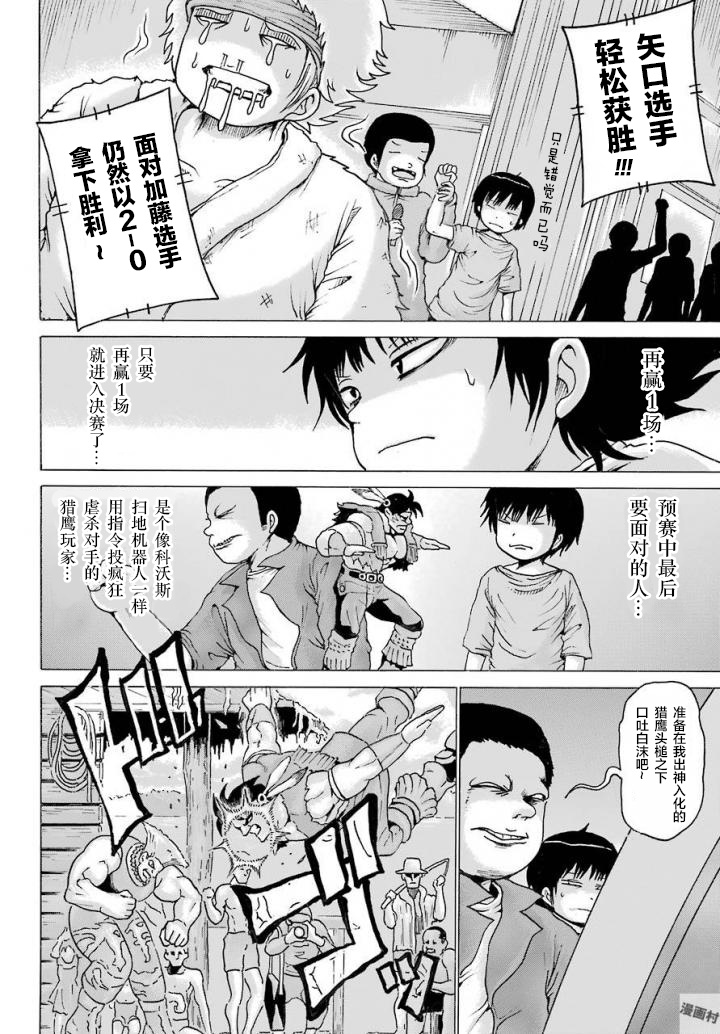 矢口选手
轻松获胜
!!!
只是错觉而已吗
面对加藤选手
仍然以2-0
拿下胜利~
再赢1场…
只要
再赢1场
就进入决赛了…
预赛中最后
要面对的人…
是个像科沃斯
扫地机器人一样
用指令投疯狂
虐杀对手的
猎鹰玩家…
准备在我出神入化的
猎鹰头槌之下
口吐白沫吧~
漫画村